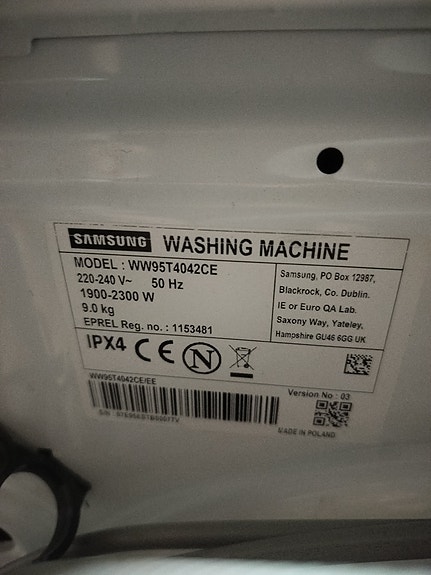 SAMSUNG WASHING MACHINE
MODEL : WW95T4042CE
220-240 V~ 50 Hz
1900-2300 W
9.0 kg
EPREL Reg. no. : 1153481
Samsung, PO Box 12987,
Blackrock, Co. Dublin.
IE or Euro QA Lab.
Saxony Way, Yateley,
Hampshire GU46 6GG UK
IPX4 CE N
WW95T4042CE/EE
Version No : 03
S/N
MADE IN POLAND